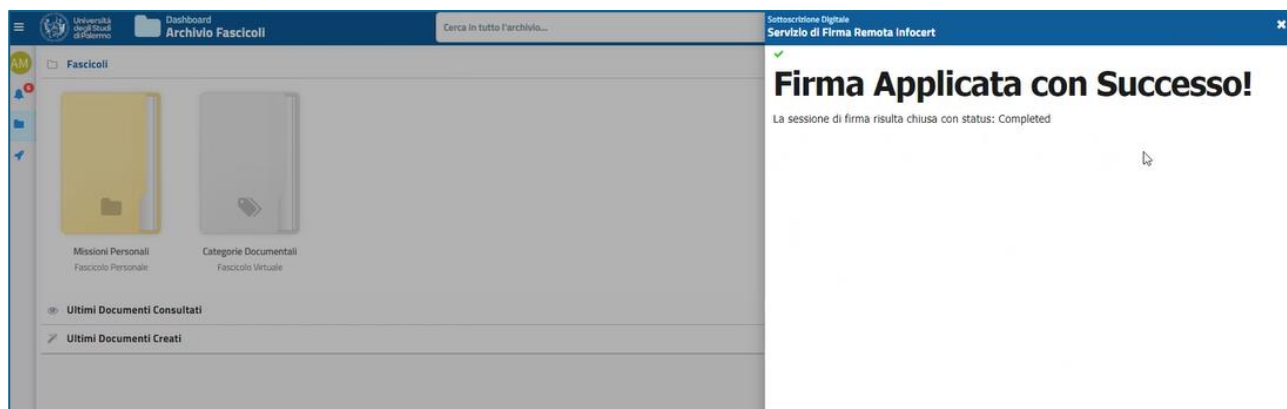 Università
degli Studi
di Palermo
Dashboard
Archivio Fascicoli
Cerca in tutto l'archivio...
Sottoscrizione Digitale
Servizio di Firma Remota Infocert
AM
Fascicoli
Firma Applicata con Successo!
La sessione di firma risulta chiusa con status: Completed
Missioni Personali
Fascicolo Personale
Categorie Documentali
Fascicolo Virtuale
Ultimi Documenti Consultati
Ultimi Documenti Creati